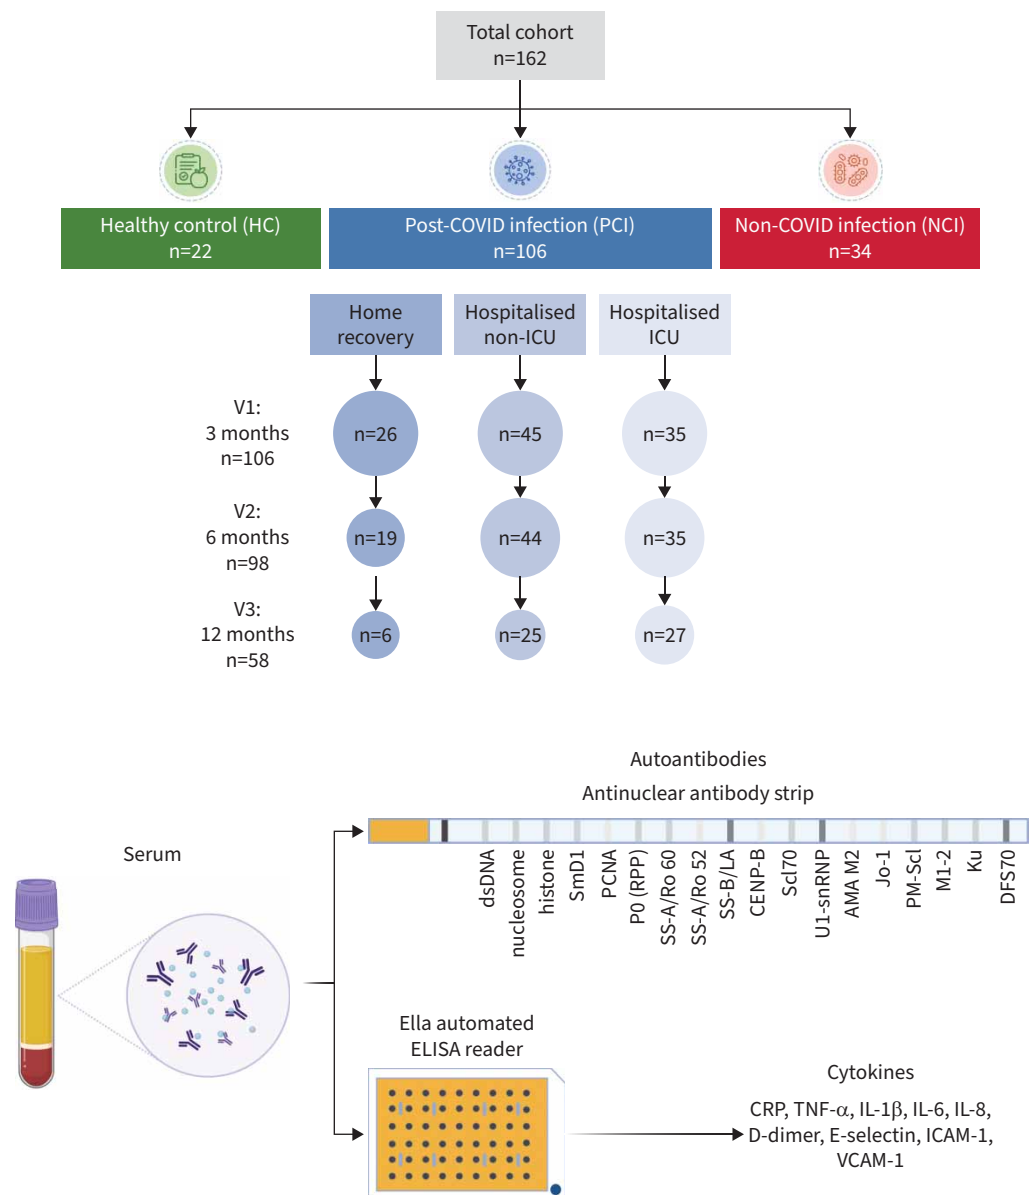 Total cohort
n=162
Healthy control (HC)
n=22
Post-COVID infection (PCI)
n=106
Non-COVID infection (NCI)
n=34
Home
recovery
Hospitalised
non-ICU
Hospitalised
ICU
V1:
3 months
n=106
n=26
n=45
n=35
V2:
6 months
n=98
n=19
n=44
n=35
V3:
12 months
n=58
n=6
n=25
n=27
Autoantibodies
Antinuclear antibody strip
Serum
dsDNA
nucleosome
histone
SmD1
PCNA
P0 (RPP)
SS-A/Ro 60
SS-A/Ro 52
SS-B/LA
CENP-B
Scl70
U1-snRNP
AMA M2
Jo-1
PM-Scl
M1-2
Ku
DFS70
Ella automated
ELISA reader
Cytokines
CRP, TNF-α, IL-1β, IL-6, IL-8,
D-dimer, E-selectin, ICAM-1,
VCAM-1